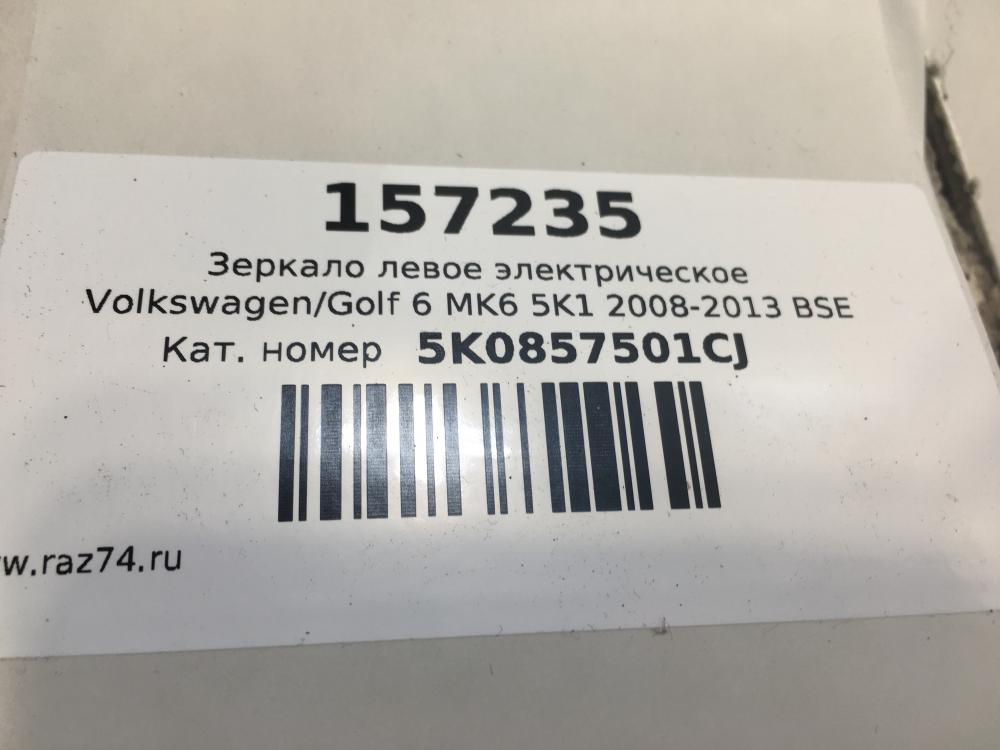 157235
Зеркало левое электрическое
Volkswagen/Golf 6 MK6 5K1 2008-2013 BSE
Кат. номер 5K0857501CJ
w.raz74.ru